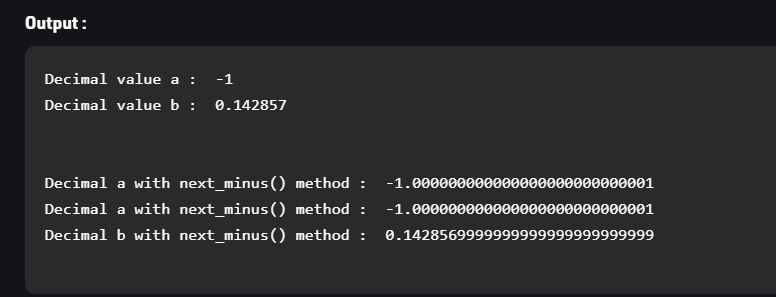 Output :
Decimal value a :  -1
Decimal value b :  0.142857
Decimal a with next_minus() method :  -1.000000000000000000000000001
Decimal a with next_minus() method :  -1.000000000000000000000000001
Decimal b with next_minus() method :  0.1428569999999999999999999999